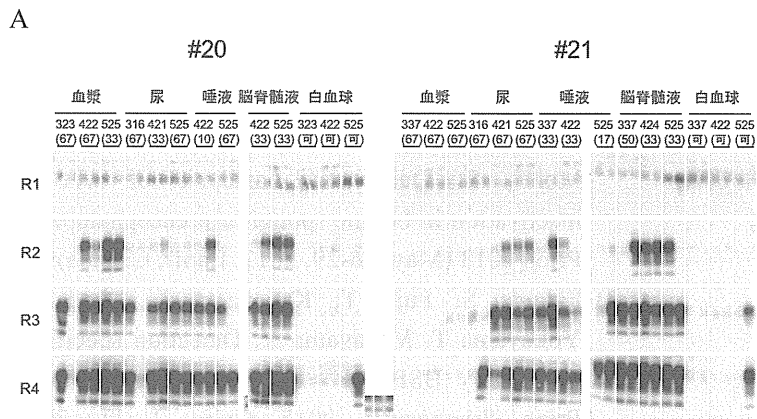 A
#20 #21
血漿 尿 唾液 脳脊髄液 白血球 血漿 尿 唾液 脳脊髄液 白血球
323 422 525 316 421 525 422 525 422 525 323 422 525 337 422 525 316 421 525 337 422 525 337 424 525 337 422 525
(67) (67) (33) (67) (33) (67) (10) (67) (33) (33) (可) (可) (可) (67) (67) (67) (67) (67) (67) (33) (33) (17) (50) (33) (33) (可) (可) (可)
R1
R2
R3
R4